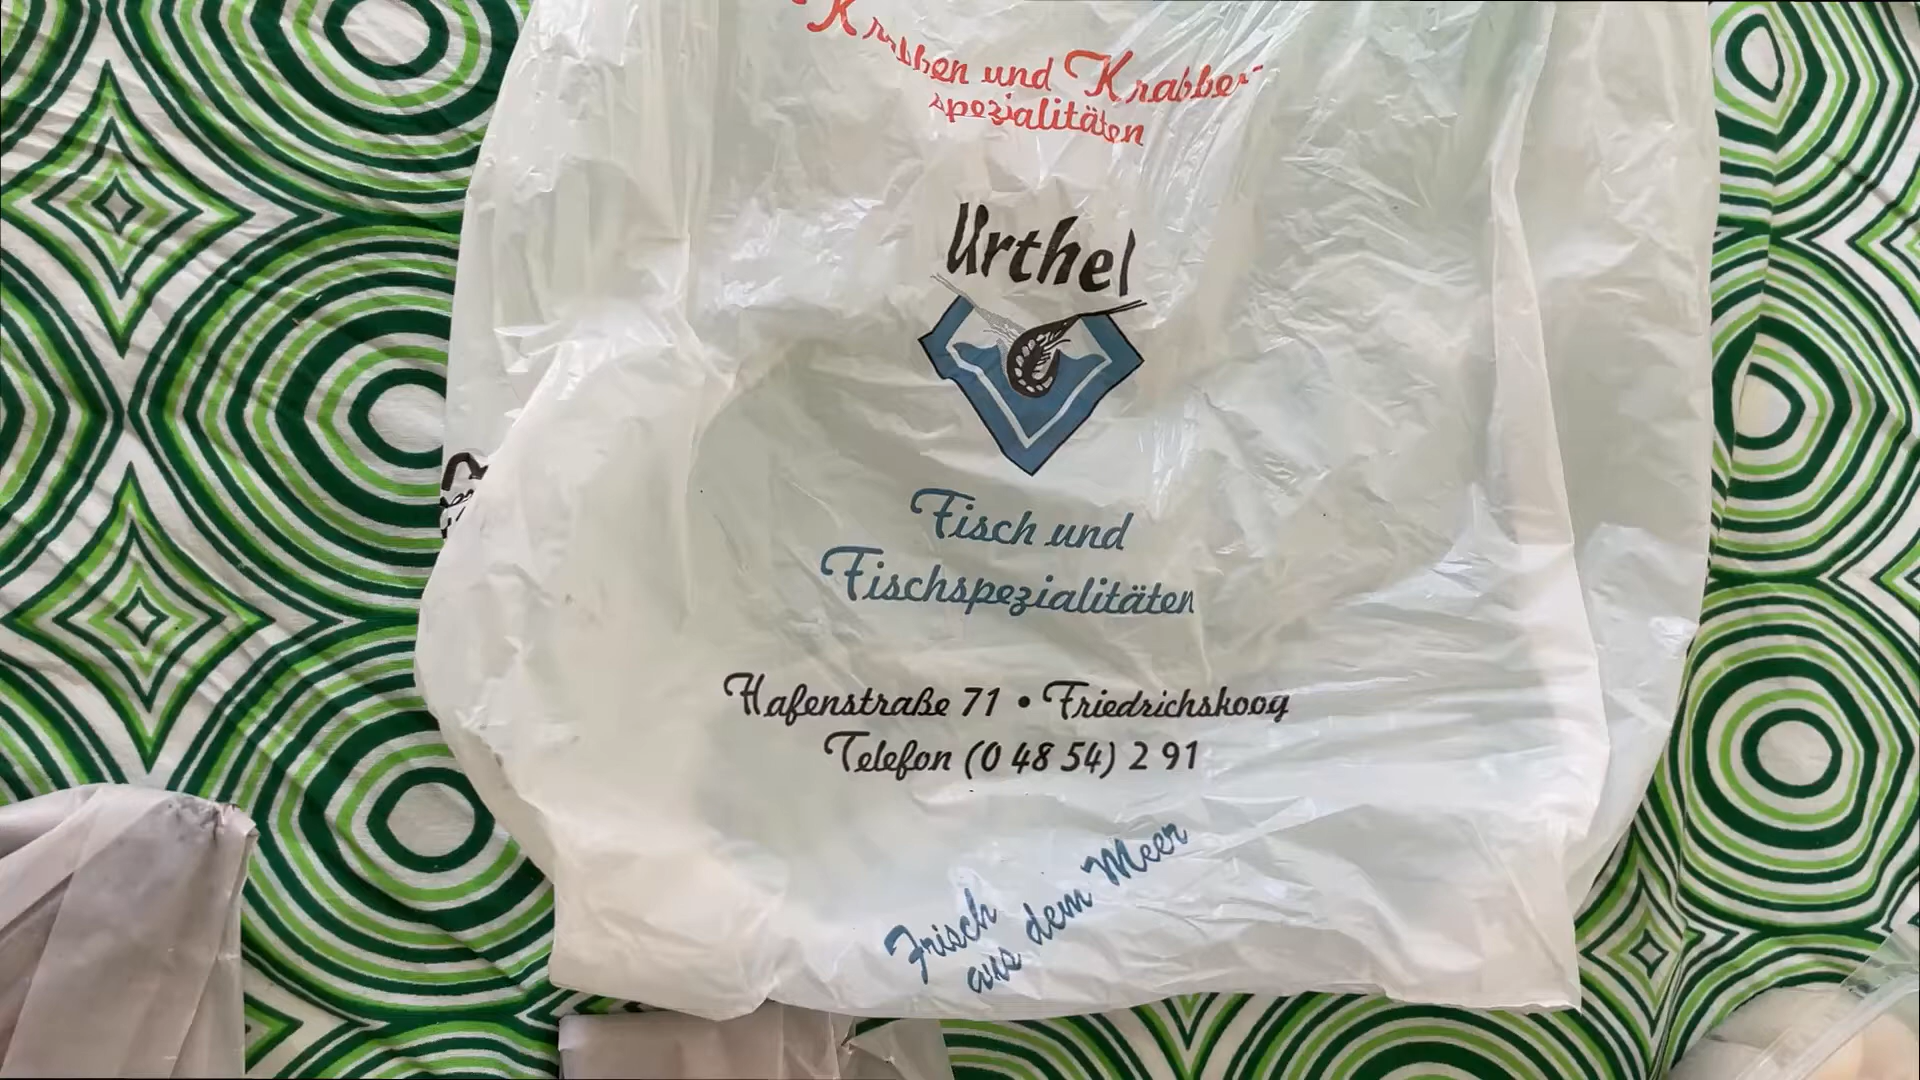 Krabben und Krabben-
spezialitäten
Urthel
Fisch und
Fischspezialitäten
Hafenstraße 71 • Friedrichskoog
Telefon (0 48 54) 2 91
Frisch
aus dem Meer